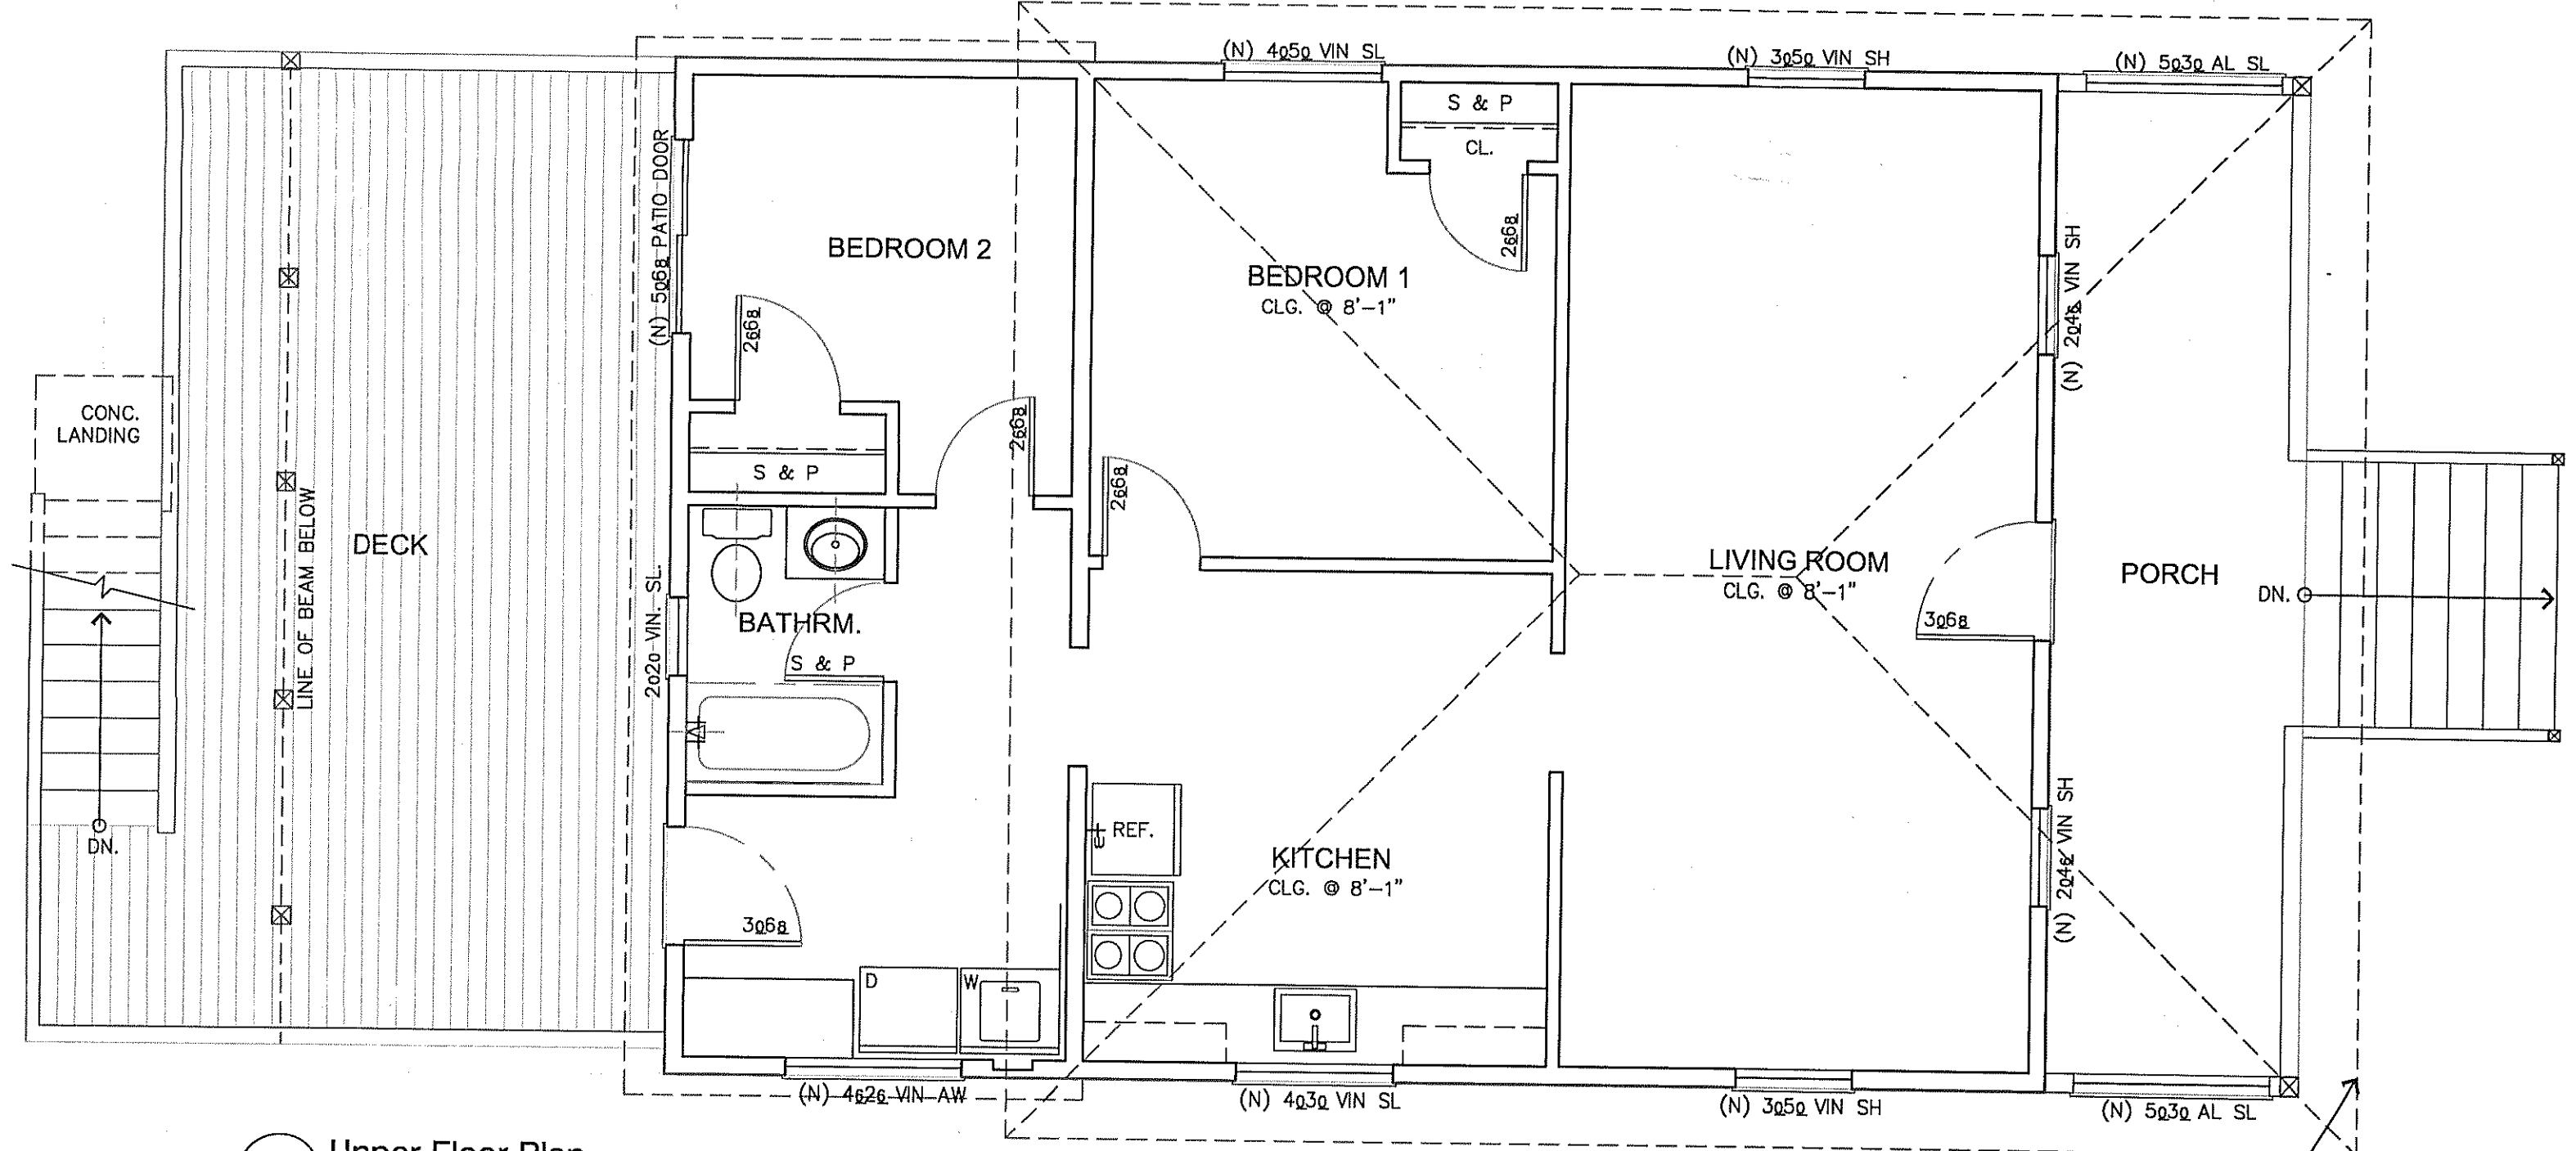 (N) 4050 VIN SL
(N) 3050 VIN SH
(N) 5030 AL SL
S & P
CL.
2668
(N) 5068 PATIO DOOR
BEDROOM 2
BEDROOM 1
CLG. @ 8'-1"
(N) 2046 VIN SH
2668
2668
2668
CONC.
LANDING
S & P
DECK
LINE OF BEAM BELOW
LIVING ROOM
CLG. @ 8'-1"
PORCH
DN.
3068
2020 VIN. SL.
BATHRM.
S & P
REF.
DN.
KITCHEN
CLG. @ 8'-1"
(N) 2046 VIN SH
3068
D
W
(N) 4626 VIN AW
(N) 4030 VIN SL
(N) 3050 VIN SH
(N) 5030 AL SL
Upper Floor Plan